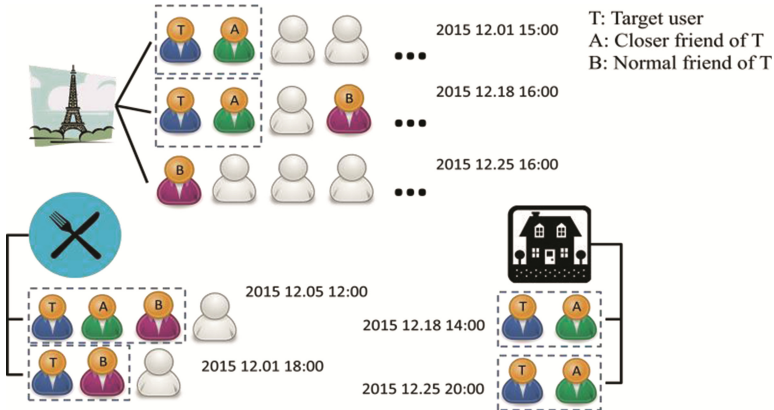 T A
2015 12.01 15:00
T: Target user
A: Closer friend of T
B: Normal friend of T
T A B
2015 12.18 16:00
B
2015 12.25 16:00
T A B
2015 12.05 12:00
T B
2015 12.01 18:00
T A
2015 12.18 14:00
T A
2015 12.25 20:00